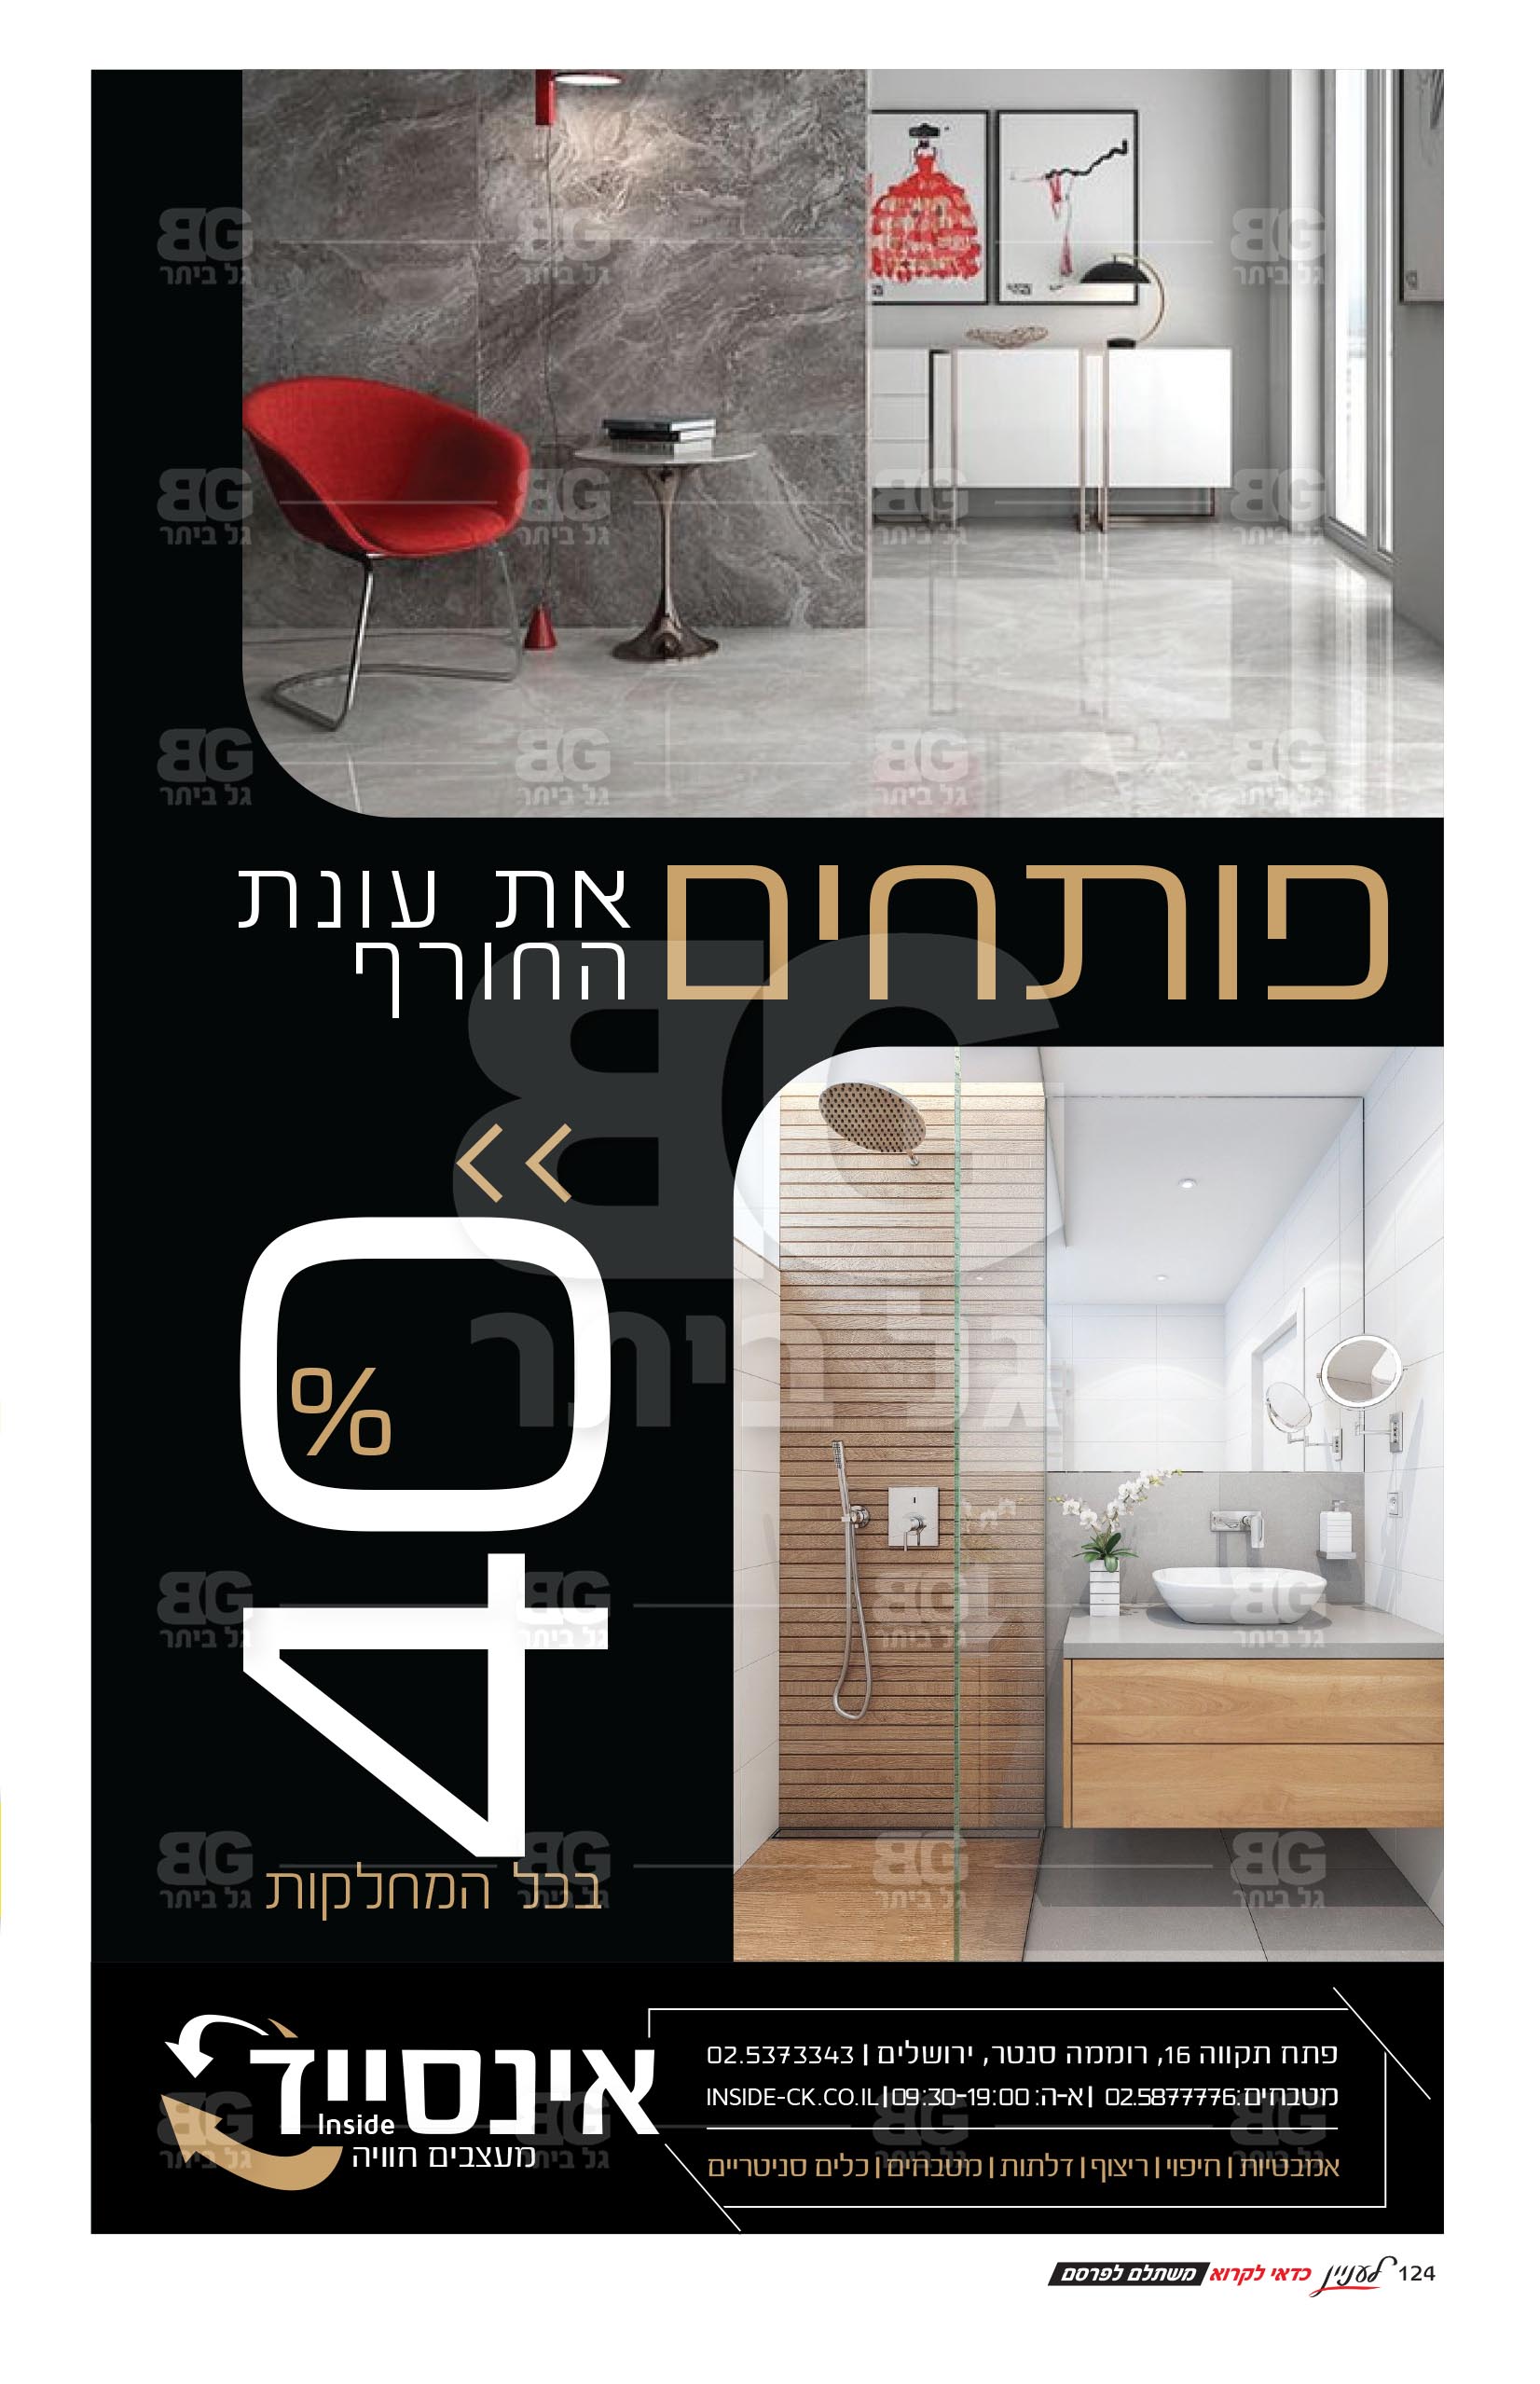 פותחים את עונת
החורף
40%
בכל המחלקות
אינסייד
Inside
מעצבים חוויה
פתח תקווה 16, רוממה סנטר, ירושלים | 02.5373343
מטבחים:02.5877776 | א-ה: 09:30-19:00|INSIDE-CK.CO.IL
אמבטיות | חיפוי | ריצוף | דלתות | מטבחים | כלים סניטריים
124 לעניין כדאי לקרוא משתלם לפרסם
BG
גל ביתר